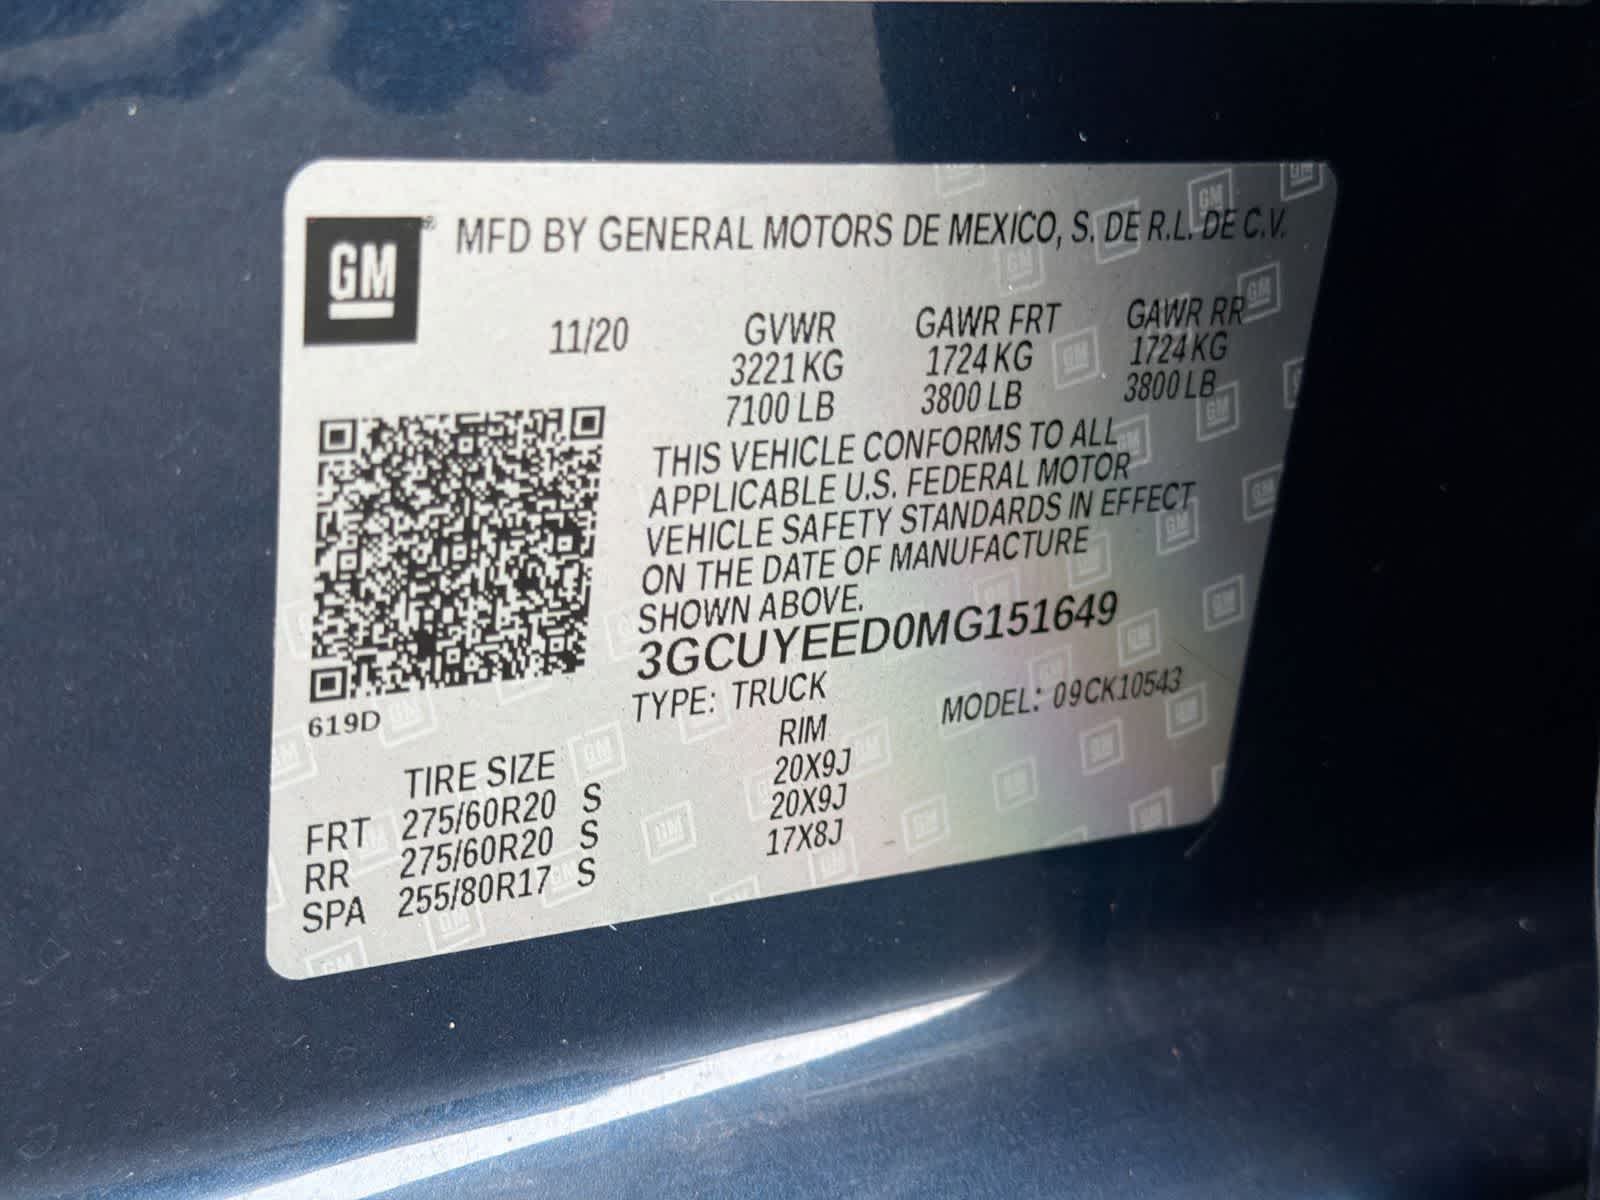 GM® MFD BY GENERAL MOTORS DE MEXICO, S. DE R.L. DE C.V.
11/20 GVWR GAWR FRT GAWR RR
3221 KG 1724 KG 1724 KG
7100 LB 3800 LB 3800 LB
THIS VEHICLE CONFORMS TO ALL
APPLICABLE U.S. FEDERAL MOTOR
VEHICLE SAFETY STANDARDS IN EFFECT
ON THE DATE OF MANUFACTURE
SHOWN ABOVE.
3GCUYEED0MG151649
619D
TYPE: TRUCK MODEL: 09CK10543
TIRE SIZE RIM
FRT 275/60R20 S 20X9J
RR 275/60R20 S 20X9J
SPA 255/80R17 S 17X8J